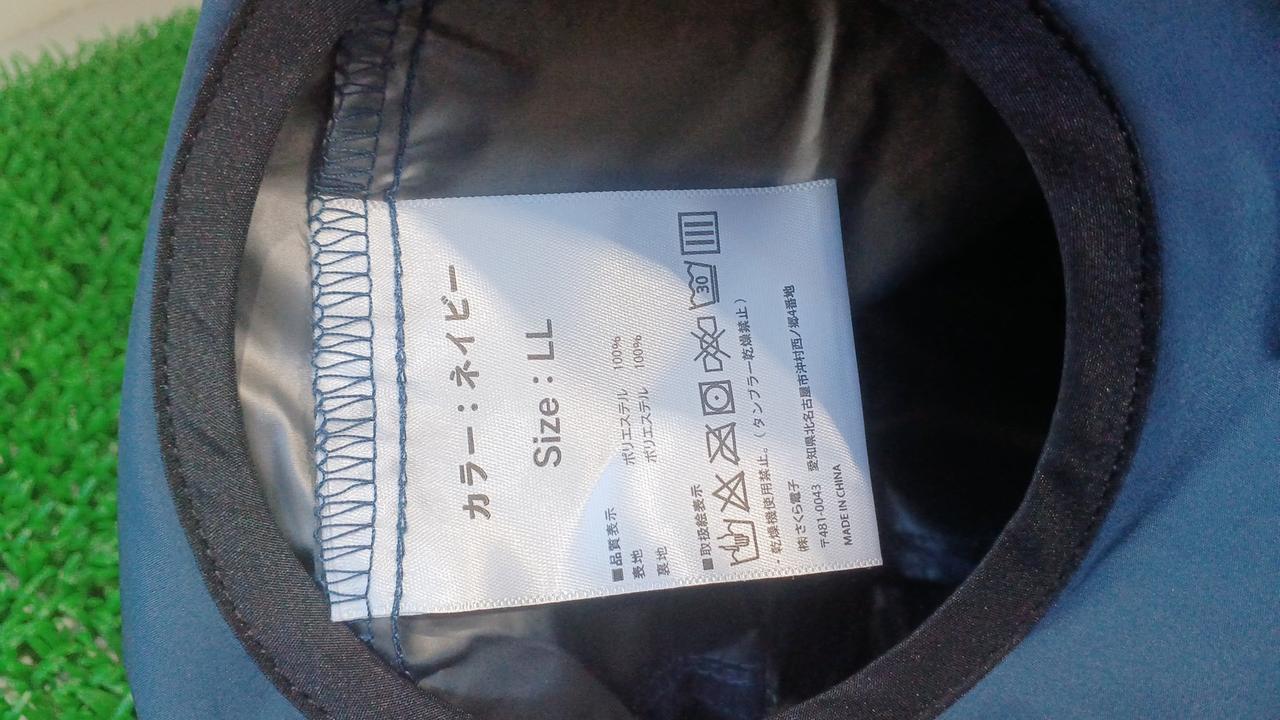 カラー：ネイビー
Size：LL
■品質表示
表地 ポリエステル 100%
裏地 ポリエステル 100%
■取扱絵表示
30
・乾燥機使用禁止。（タンブラー乾燥禁止）
㈱さくら電子
〒481-0043 愛知県北名古屋市沖村西ノ郷4番地
MADE IN CHINA